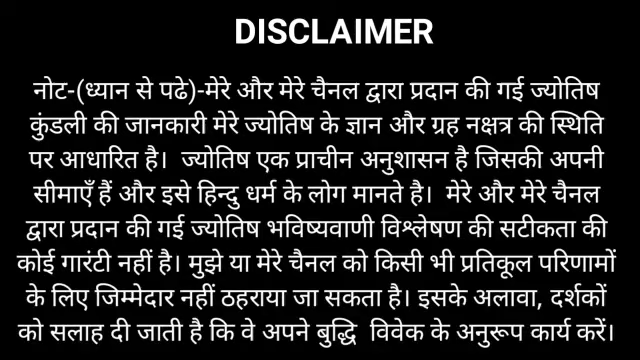 DISCLAIMER
नोट-(ध्यान से पढे)-मेरे और मेरे चैनल द्वारा प्रदान की गई ज्योतिष
कुंडली की जानकारी मेरे ज्योतिष के ज्ञान और ग्रह नक्षत्र की स्थिति
पर आधारित है। ज्योतिष एक प्राचीन अनुशासन है जिसकी अपनी
सीमाएँ हैं और इसे हिन्दु धर्म के लोग मानते है। मेरे और मेरे चैनल
द्वारा प्रदान की गई ज्योतिष भविष्यवाणी विश्लेषण की सटीकता की
कोई गारंटी नहीं है। मुझे या मेरे चैनल को किसी भी प्रतिकूल परिणामों
के लिए जिम्मेदार नहीं ठहराया जा सकता है। इसके अलावा, दर्शकों
को सलाह दी जाती है कि वे अपने बुद्धि विवेक के अनुरूप कार्य करें।